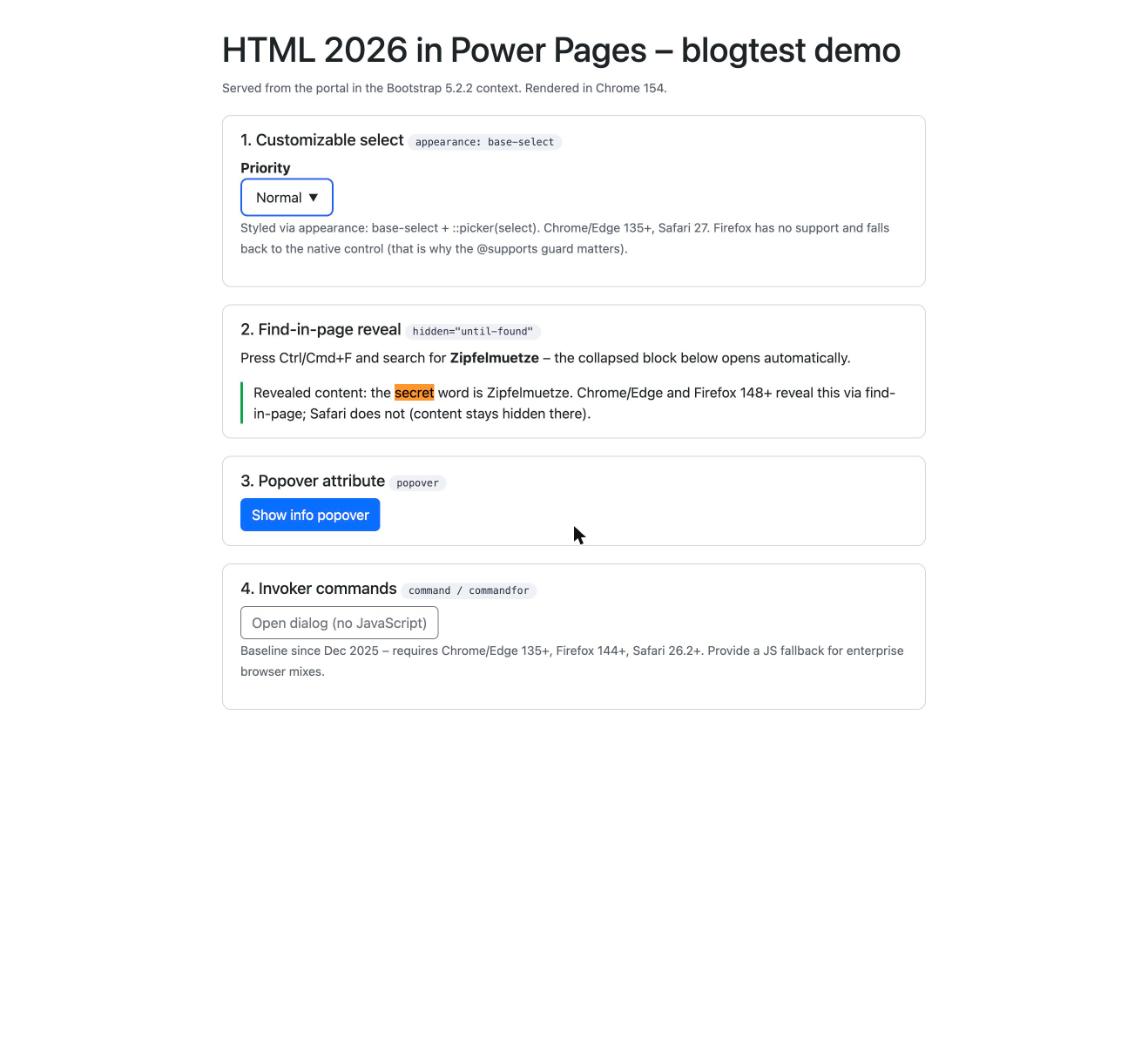 HTML 2026 in Power Pages – blogtest demo
Served from the portal in the Bootstrap 5.2.2 context. Rendered in Chrome 154.
1. Customizable select appearance: base-select
Priority
Normal ▼
Styled via appearance: base-select + ::picker(select). Chrome/Edge 135+, Safari 27. Firefox has no support and falls
back to the native control (that is why the @supports guard matters).
2. Find-in-page reveal hidden="until-found"
Press Ctrl/Cmd+F and search for Zipfelmuetze – the collapsed block below opens automatically.
Revealed content: the secret word is Zipfelmuetze. Chrome/Edge and Firefox 148+ reveal this via find-
in-page; Safari does not (content stays hidden there).
3. Popover attribute popover
Show info popover
4. Invoker commands command / commandfor
Open dialog (no JavaScript)
Baseline since Dec 2025 – requires Chrome/Edge 135+, Firefox 144+, Safari 26.2+. Provide a JS fallback for enterprise
browser mixes.